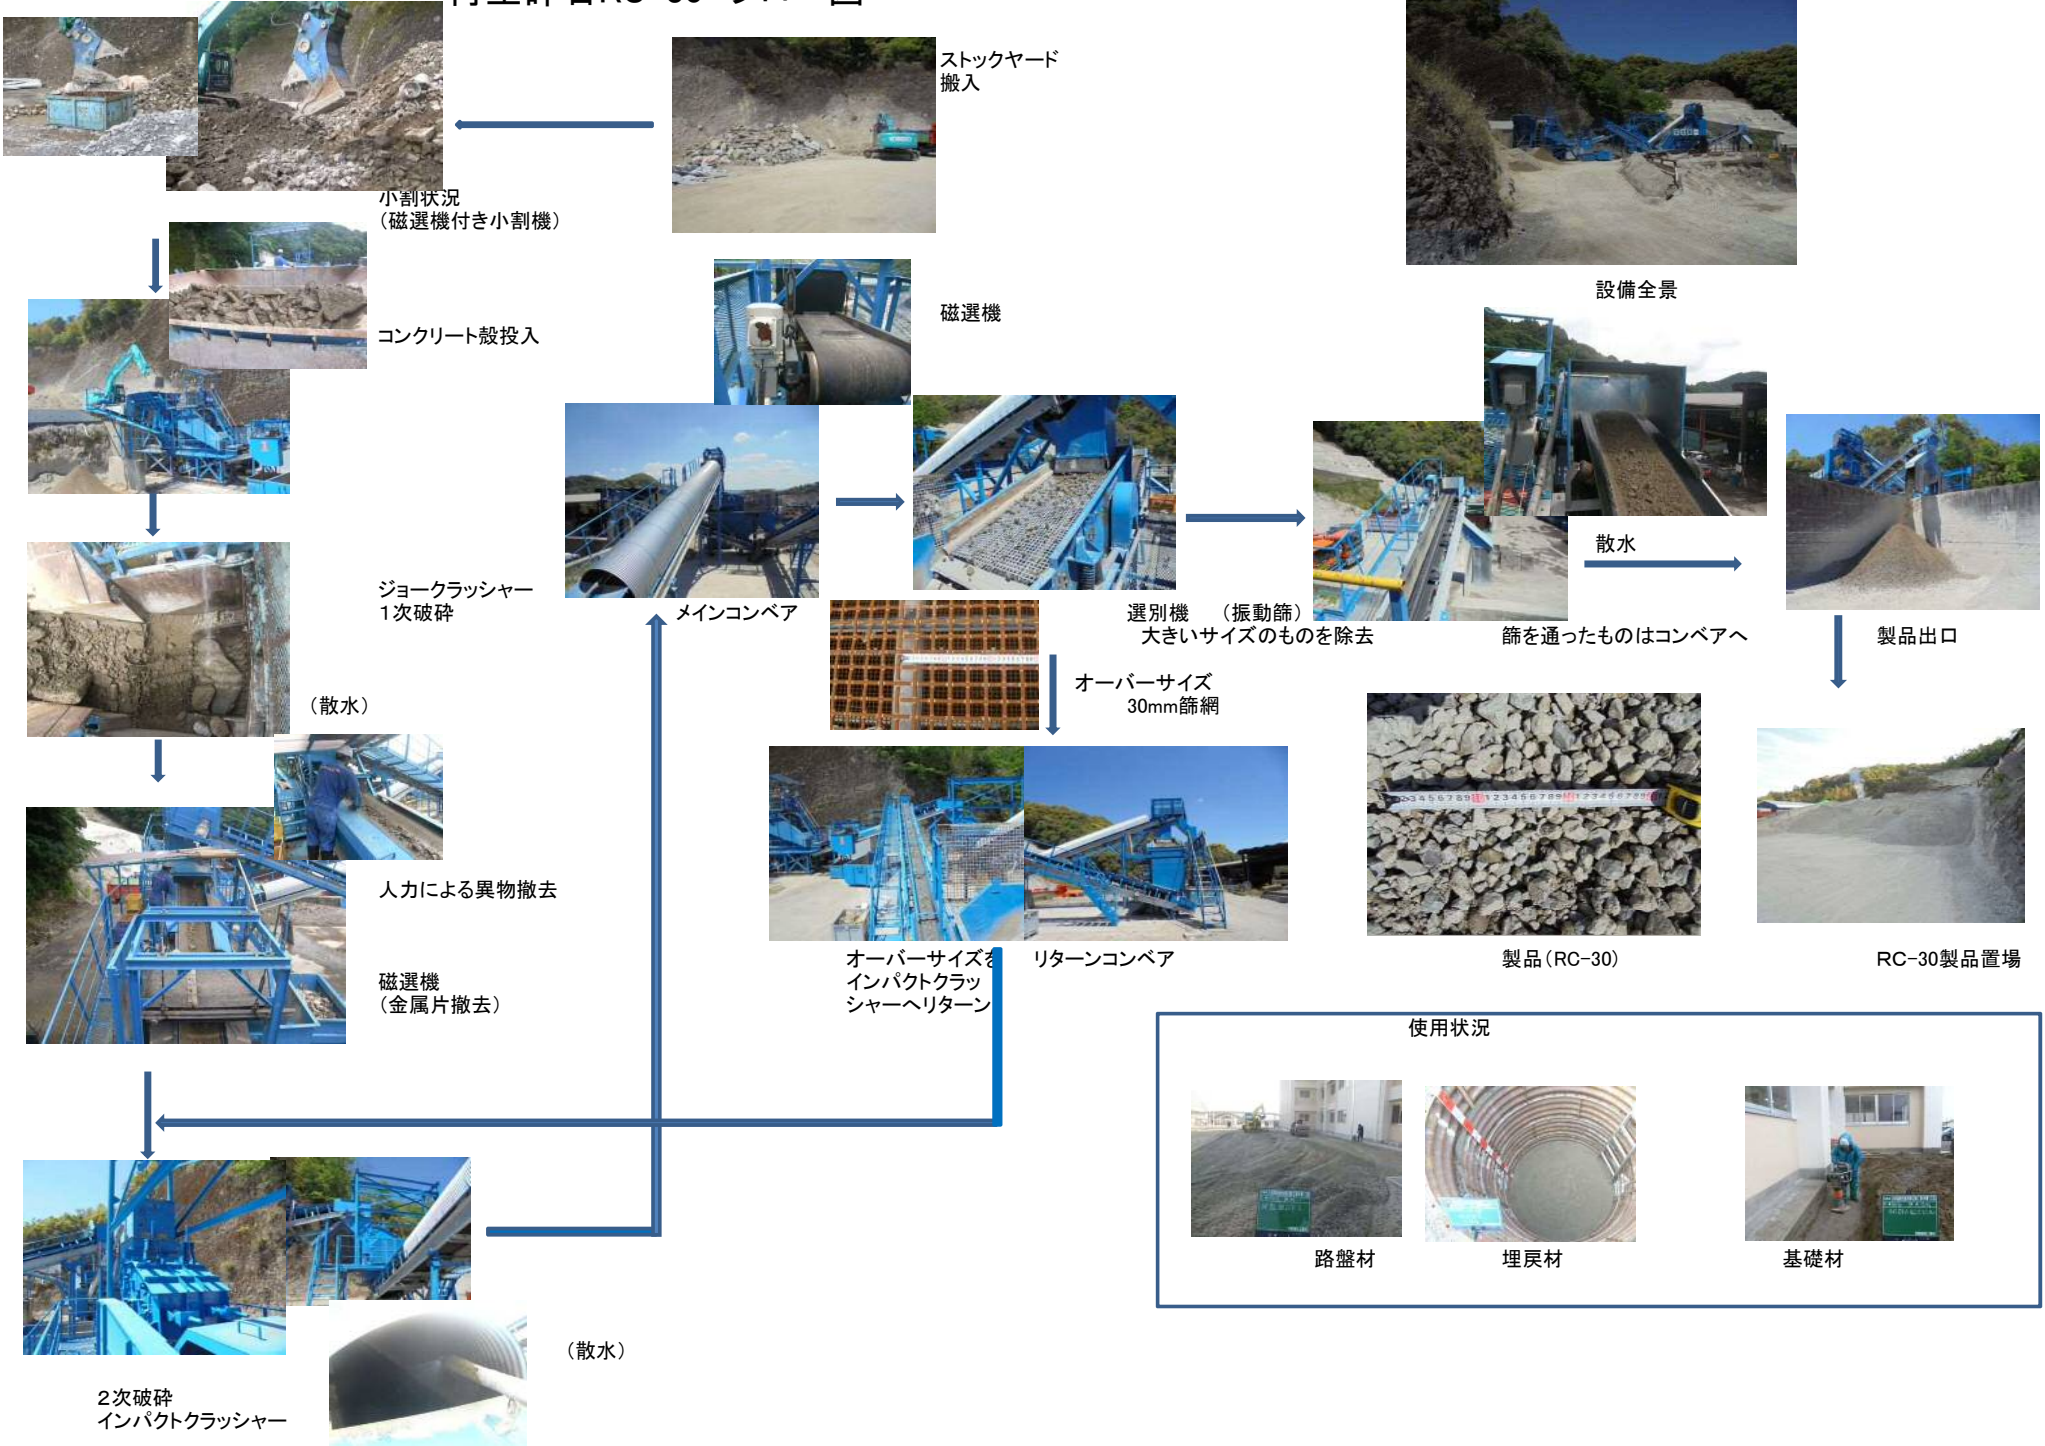 ストックヤード
搬入
小割状況
（磁選機付き小割機）
コンクリート殻投入
磁選機
設備全景
ジョークラッシャー
１次破砕
（散水）
メインコンベア
選別機　（振動篩）
大きいサイズのものを除去
散水
篩を通ったものはコンベアへ
製品出口
オーバーサイズ
30mm篩網
人力による異物撤去
磁選機
（金属片撤去）
オーバーサイズを
インパクトクラッ
シャーへリターン
リターンコンベア
製品（RC-30）
RC-30製品置場
使用状況
路盤材
埋戻材
基礎材
（散水）
２次破砕
インパクトクラッシャー